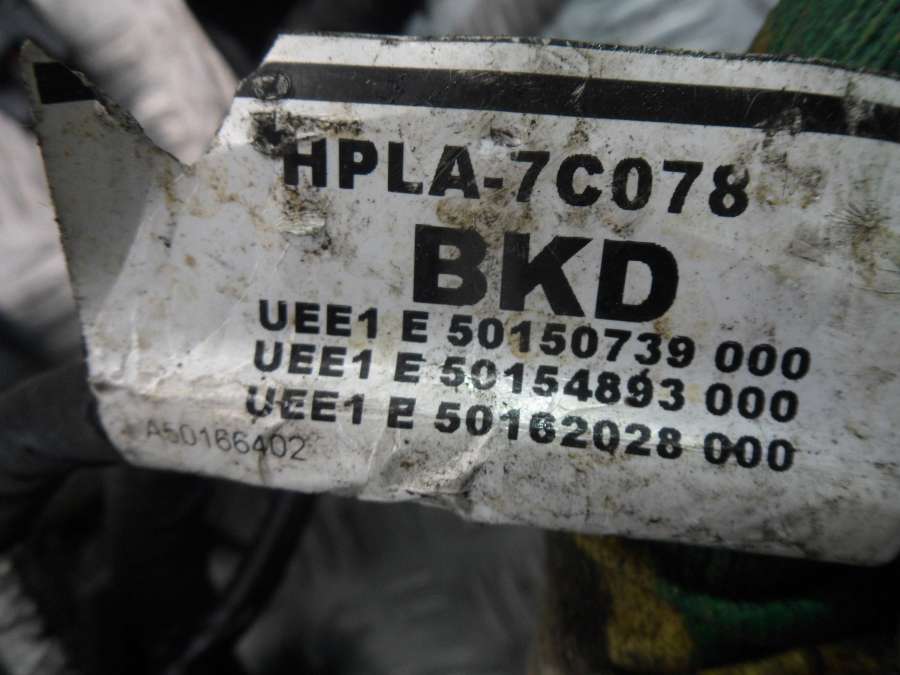 HPLA-7C078
BKD
UEE1 E 50150739 000
UEE1 E 50154893 000
UEE1 E 50162028 000
A50166402